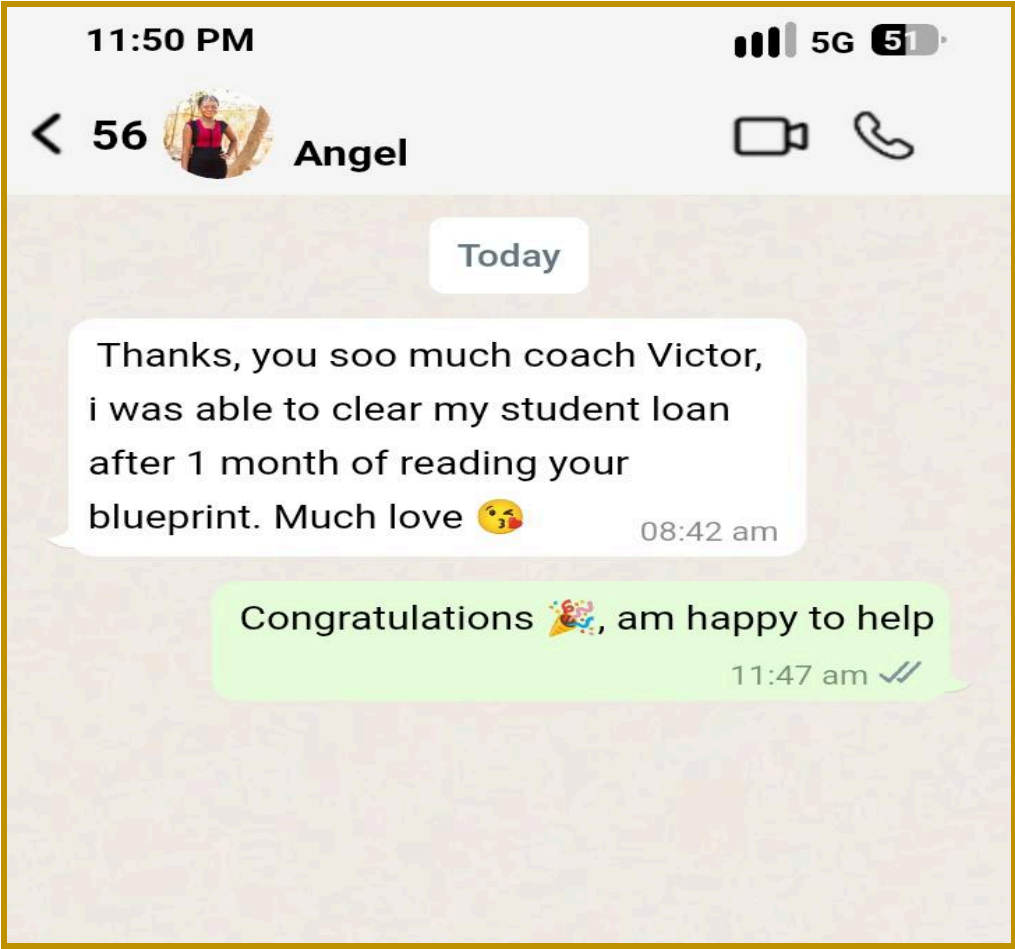 11:50 PM 5G 51
56 Angel
Today
Thanks, you soo much coach Victor,
i was able to clear my student loan
after 1 month of reading your
blueprint. Much love 😘
08:42 am
Congratulations 🎉, am happy to help
11:47 am